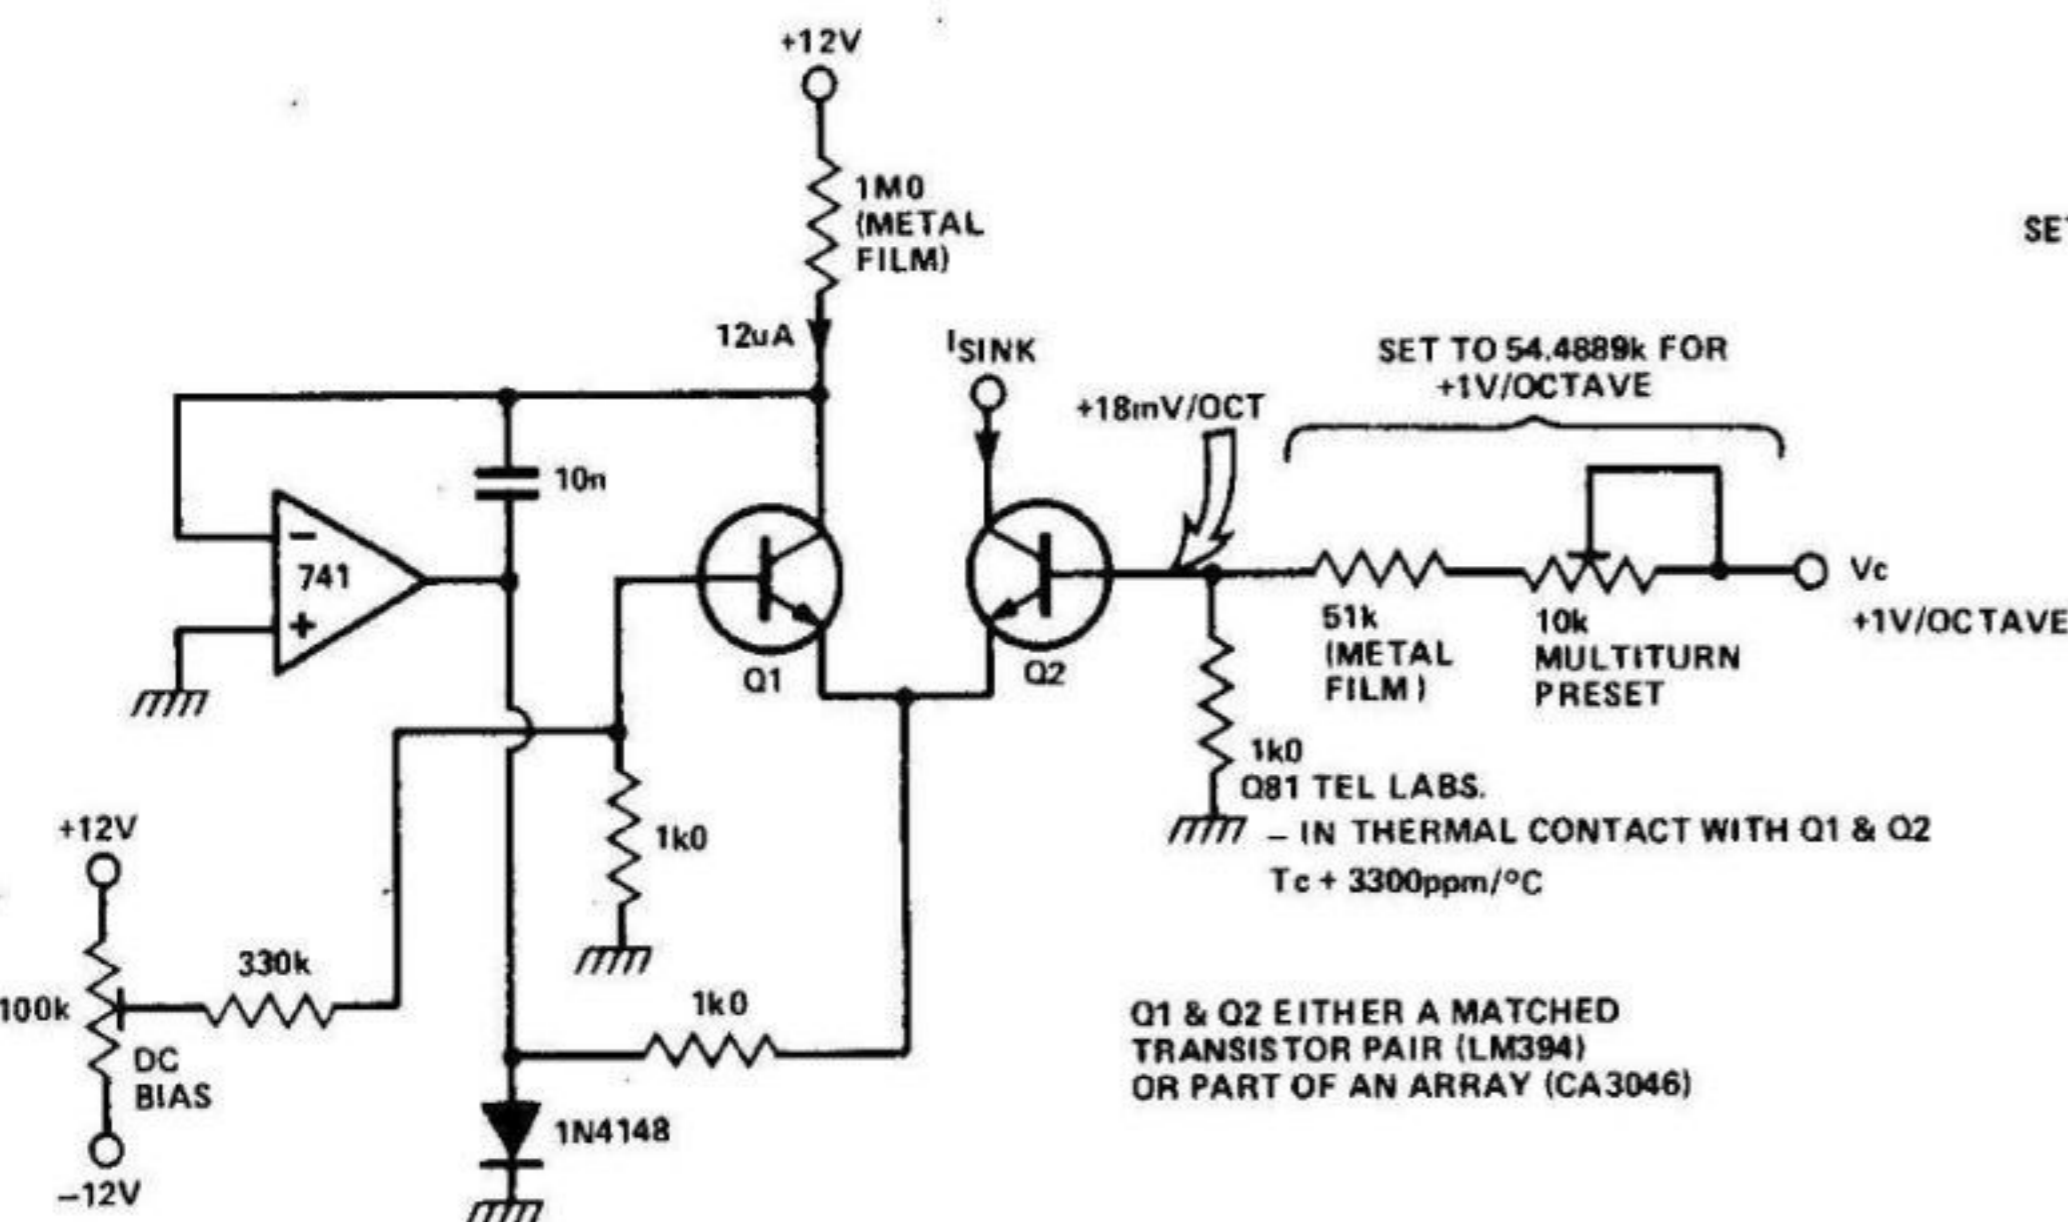 +12V
1M0
(METAL
FILM)
12uA
ISINK
+18mV/OCT
SET TO 54.4889k FOR
+1V/OCTAVE
SET
10n
−
741
+
Q1
Q2
51k
(METAL
FILM)
10k
MULTITURN
PRESET
Vc
+1V/OCTAVE
1k0
Q81 TEL LABS.
– IN THERMAL CONTACT WITH Q1 & Q2
Tc + 3300ppm/°C
1k0
+12V
330k
100k
DC
BIAS
−12V
1k0
1N4148
Q1 & Q2 EITHER A MATCHED
TRANSISTOR PAIR (LM394)
OR PART OF AN ARRAY (CA3046)